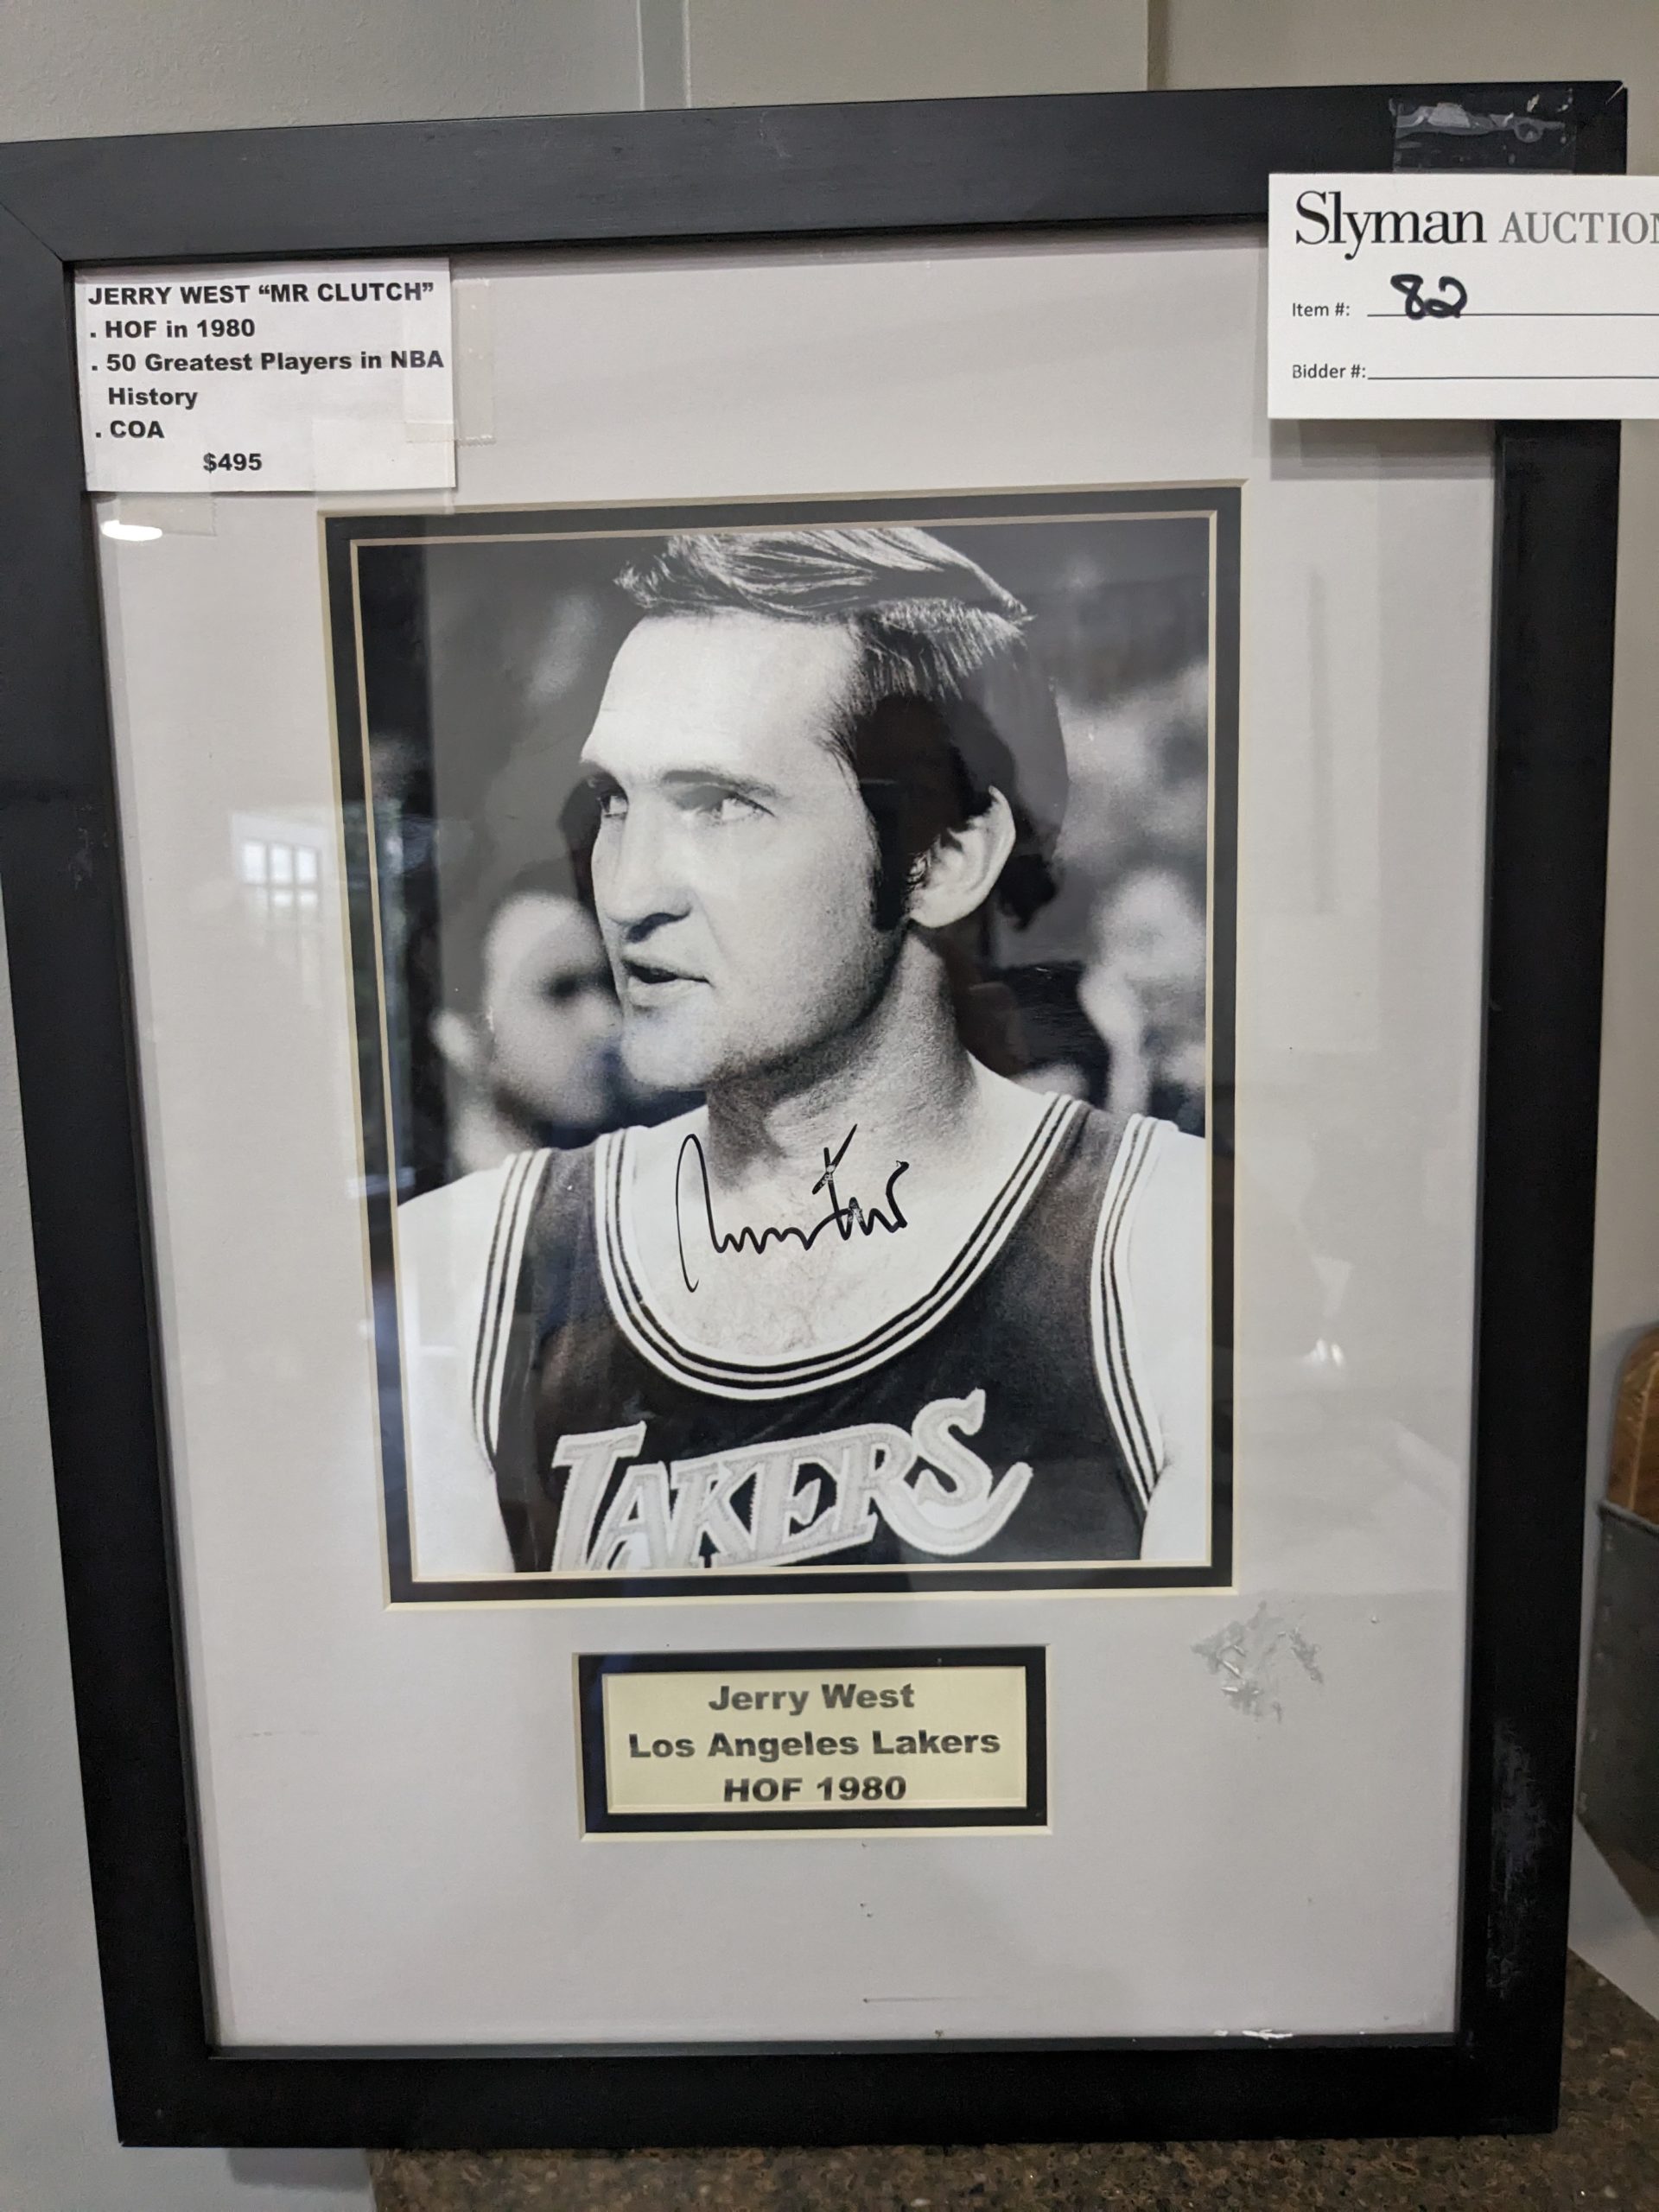 JERRY WEST “MR CLUTCH”
. HOF in 1980
. 50 Greatest Players in NBA
History
. COA
$495
Slyman AUCTION
Item #: 82
Bidder #:
LAKERS
Jerry West
Los Angeles Lakers
HOF 1980